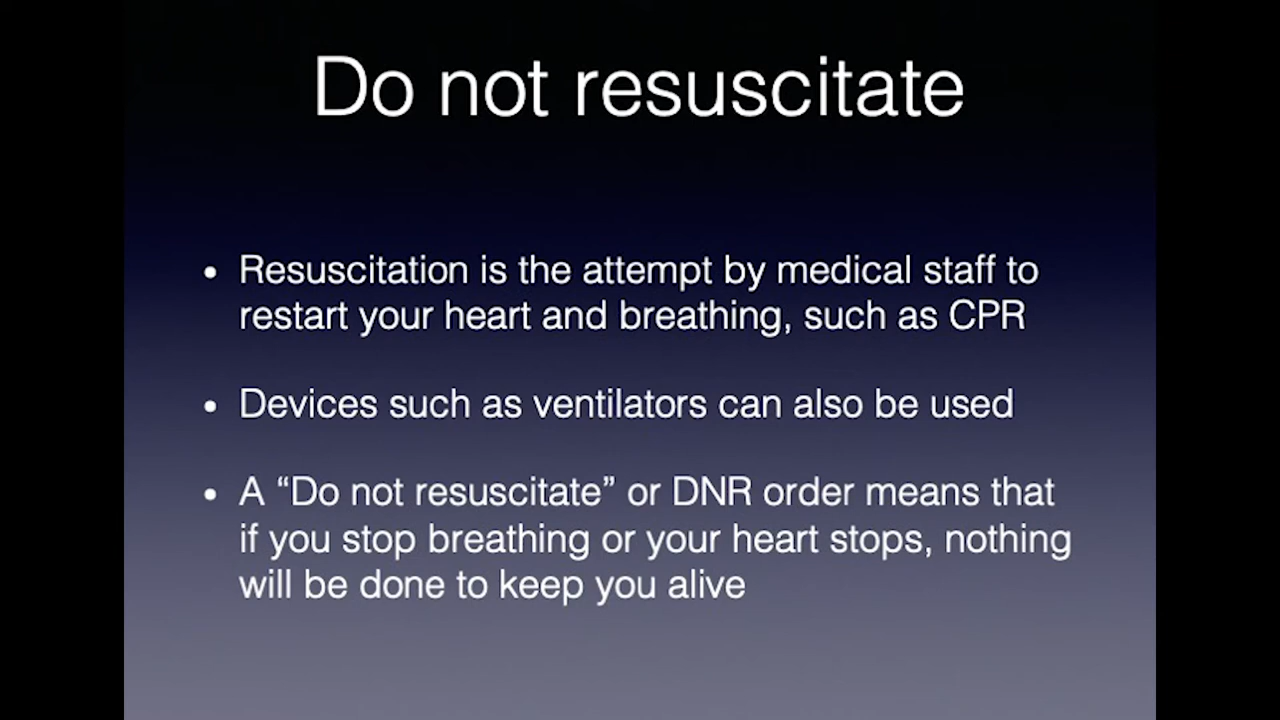 Do not resuscitate
• Resuscitation is the attempt by medical staff to
restart your heart and breathing, such as CPR
• Devices such as ventilators can also be used
• A “Do not resuscitate” or DNR order means that
if you stop breathing or your heart stops, nothing
will be done to keep you alive